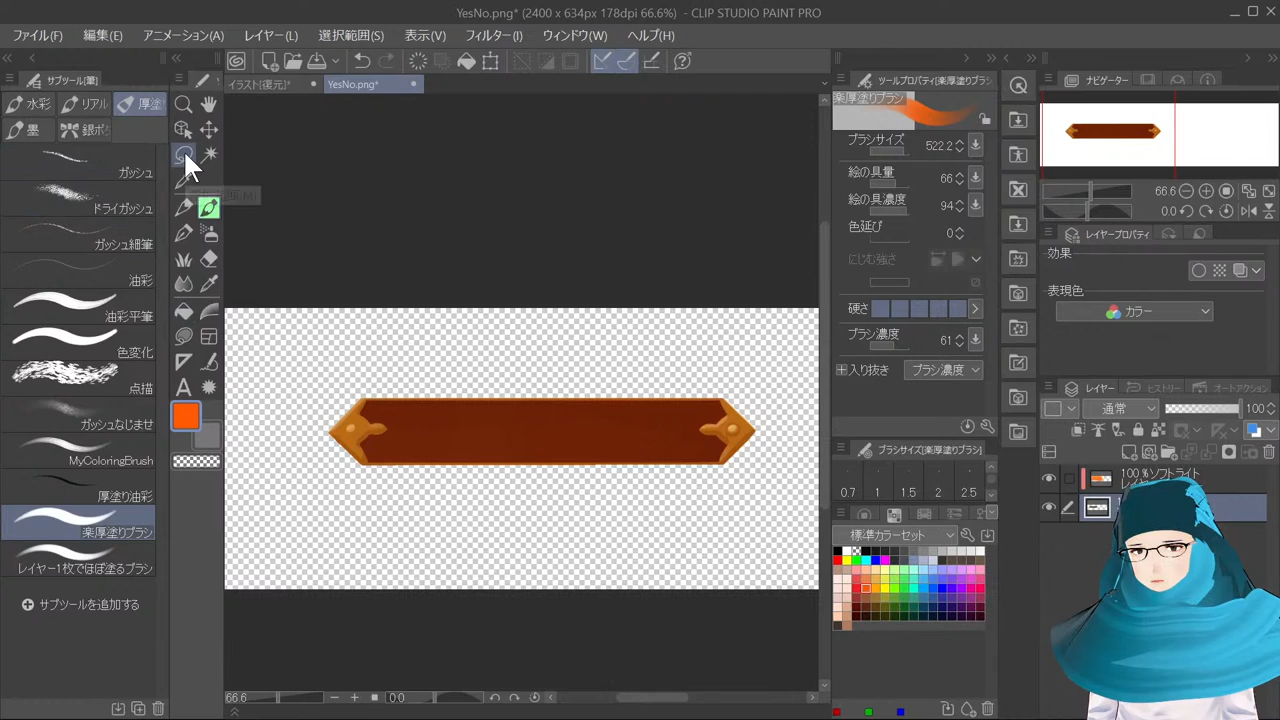 YesNo.png* (2400 x 634px 178dpi 66.6%) - CLIP STUDIO PAINT PRO
ファイル(F) 編集(E) アニメーション(A) レイヤー(L) 選択範囲(S) 表示(V) フィルター(I) ウィンドウ(W) ヘルプ(H)
サブツール[筆]
イラスト[復元]* YesNo.png*
ツールプロパティ[楽厚塗りブラシ]
ナビゲーター
水彩 リアル 厚塗
墨 銀ボ
ガッシュ
ドライガッシュ
ガッシュ細筆
油彩
油彩平筆
色変化
点描
ガッシュなじませ
MyColoringBrush
厚塗り油彩
楽厚塗りブラシ
レイヤー1枚でほぼ塗るブラシ
サブツールを追加する
A
66.6 0.0
楽厚塗りブラシ
ブラシサイズ 522.2
絵の具量 66
絵の具濃度 94
色延び 0
にじむ強さ
硬さ
ブラシ濃度 61
入り抜き ブラシ濃度
ブラシサイズ[楽厚塗りブラシ]
0.7 1 1.5 2 2.5
標準カラーセット
66.6
0.0
レイヤープロパティ
効果
表現色
カラー
レイヤー ヒストリー オートアクション
通常 100
100 %ソフトライト